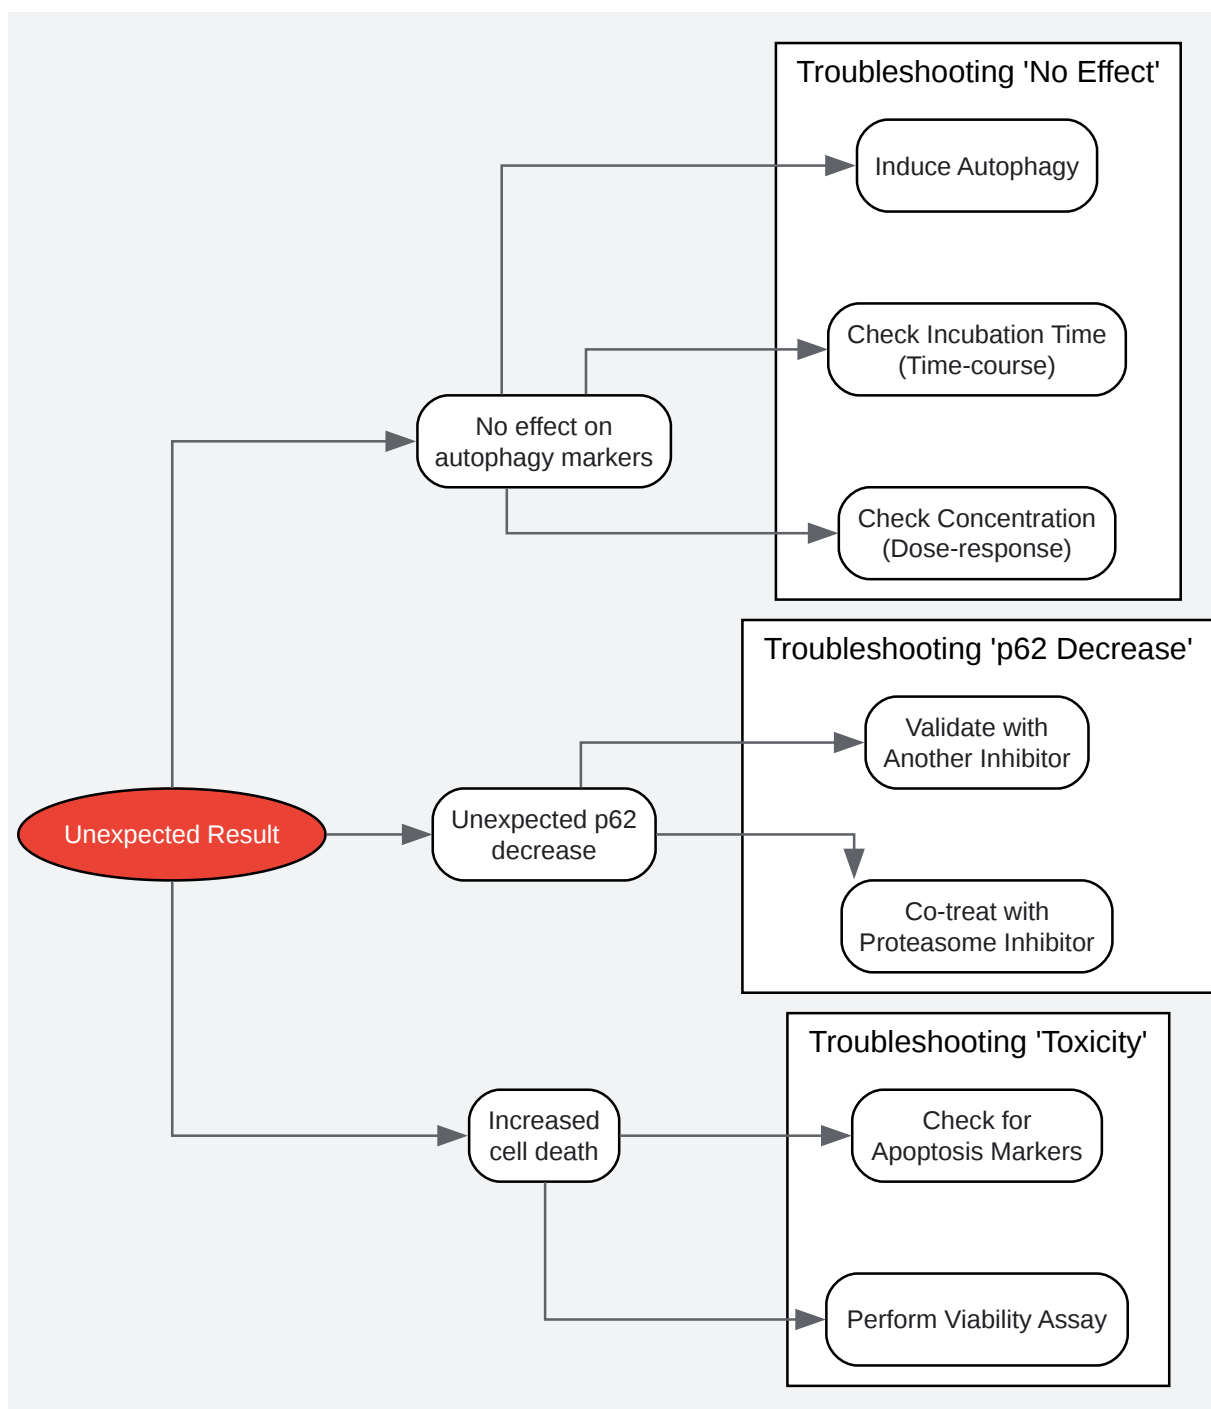 Troubleshooting 'No Effect'
Induce Autophagy
Check Incubation Time
(Time-course)
No effect on
autophagy markers
Check Concentration
(Dose-response)
Troubleshooting 'p62 Decrease'
Validate with
Another Inhibitor
Unexpected Result
Unexpected p62
decrease
Co-treat with
Proteasome Inhibitor
Troubleshooting 'Toxicity'
Increased
cell death
Check for
Apoptosis Markers
Perform Viability Assay